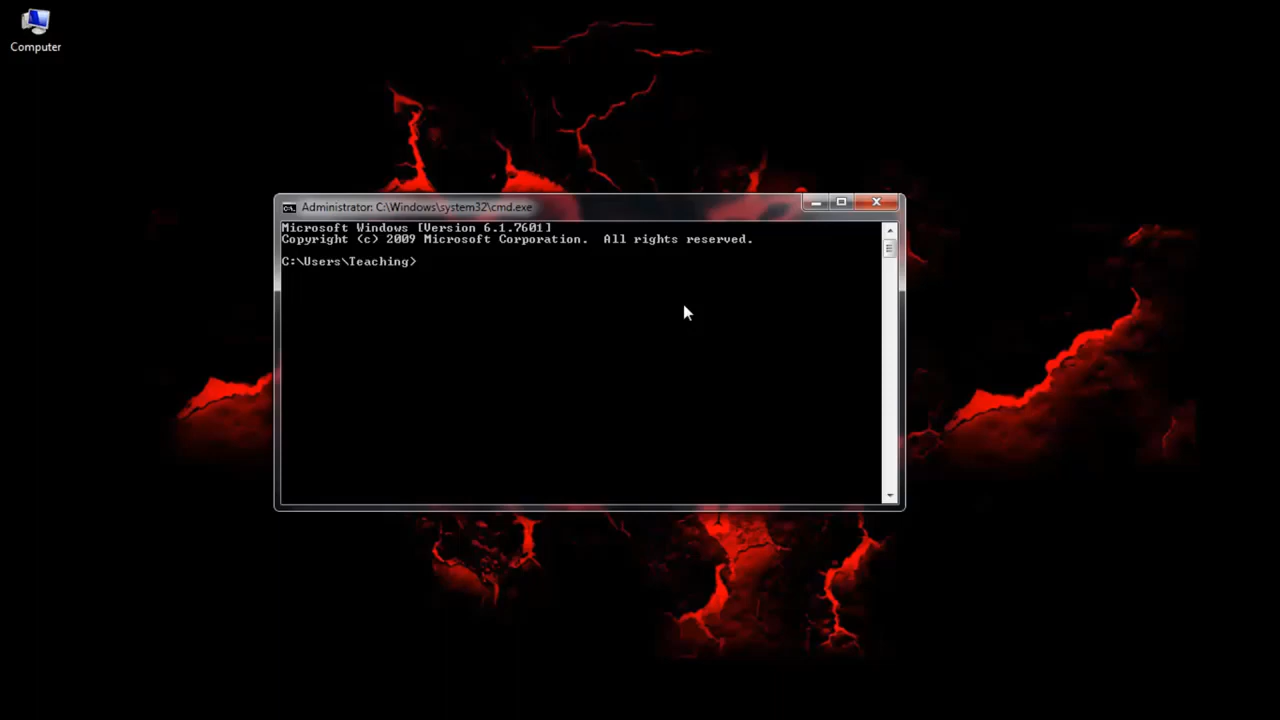 Computer
Administrator: C:\Windows\system32\cmd.exe
Microsoft Windows [Version 6.1.7601]
Copyright (c) 2009 Microsoft Corporation.  All rights reserved.
C:\Users\Teaching>